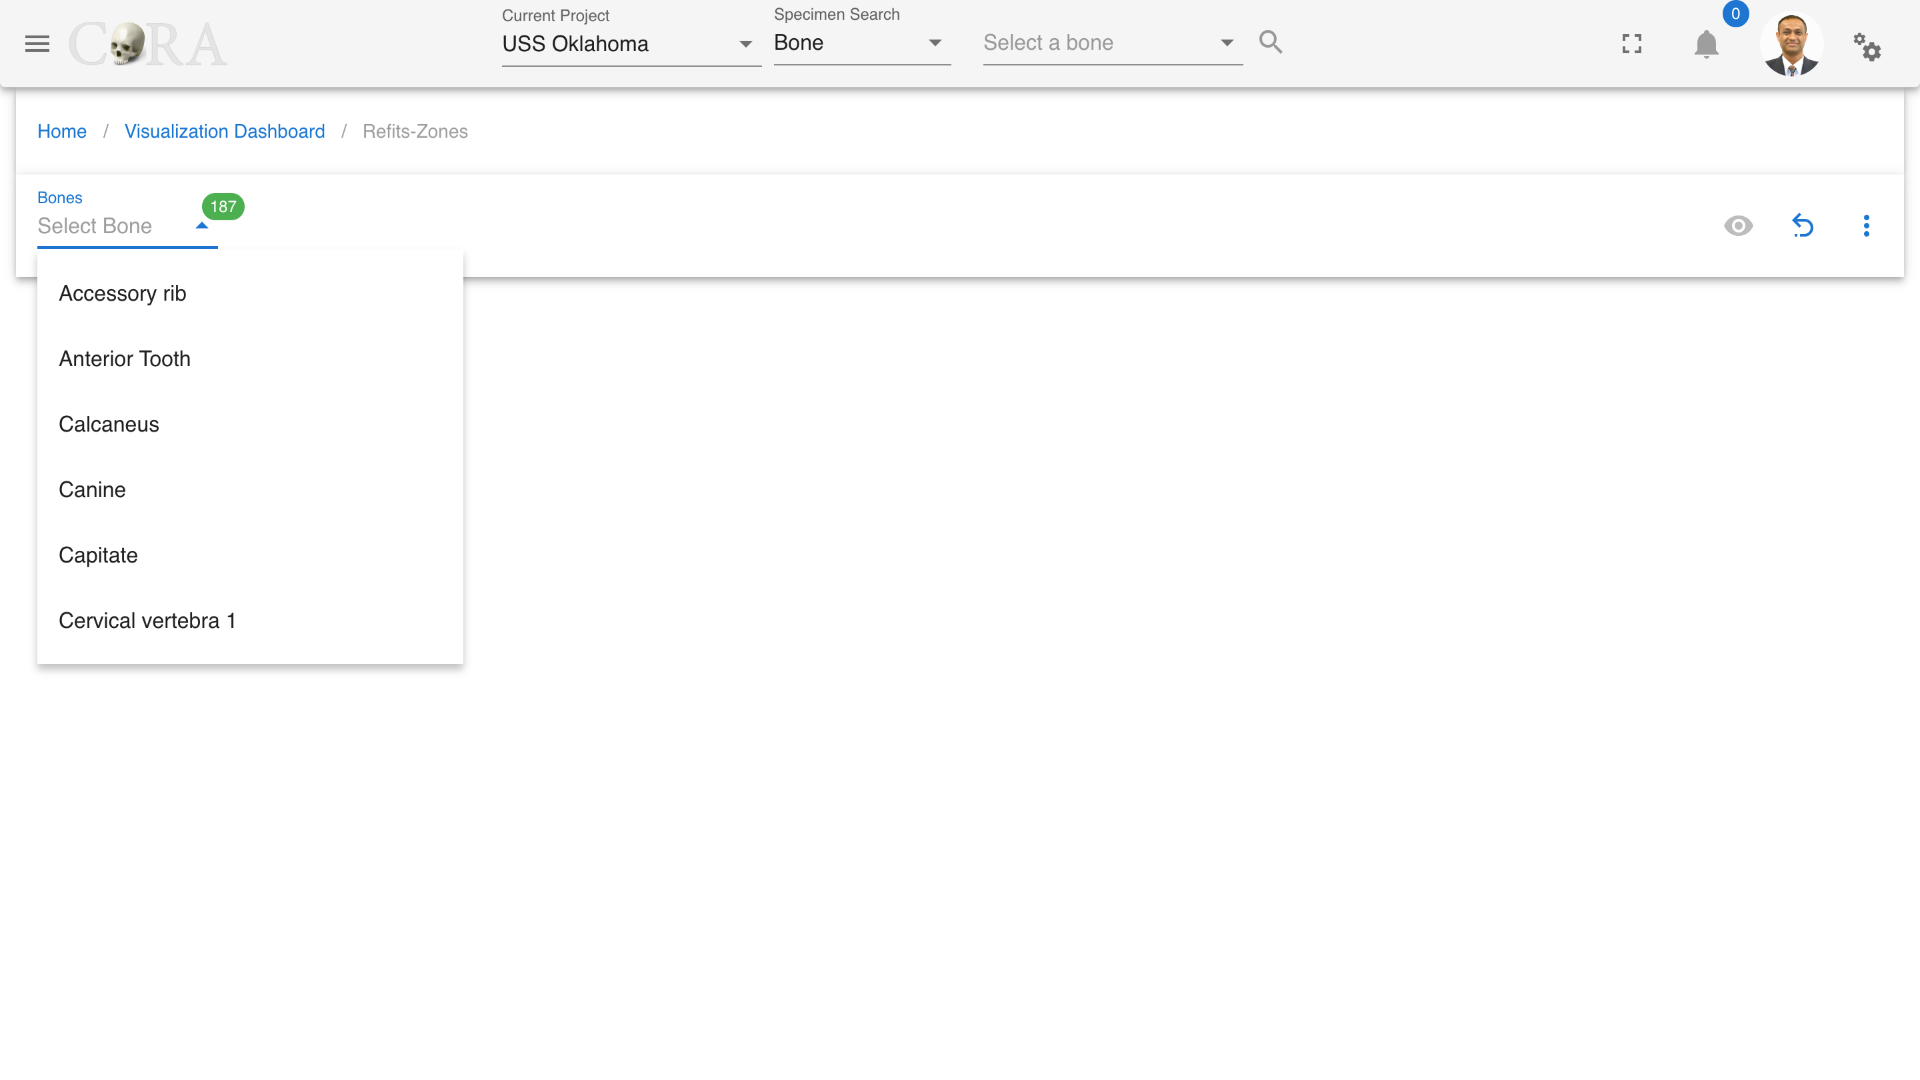 CORA
Current Project
USS Oklahoma
Specimen Search
Bone
Select a bone
0
Home / Visualization Dashboard / Refits-Zones
Bones
Select Bone
187
Accessory rib
Anterior Tooth
Calcaneus
Canine
Capitate
Cervical vertebra 1